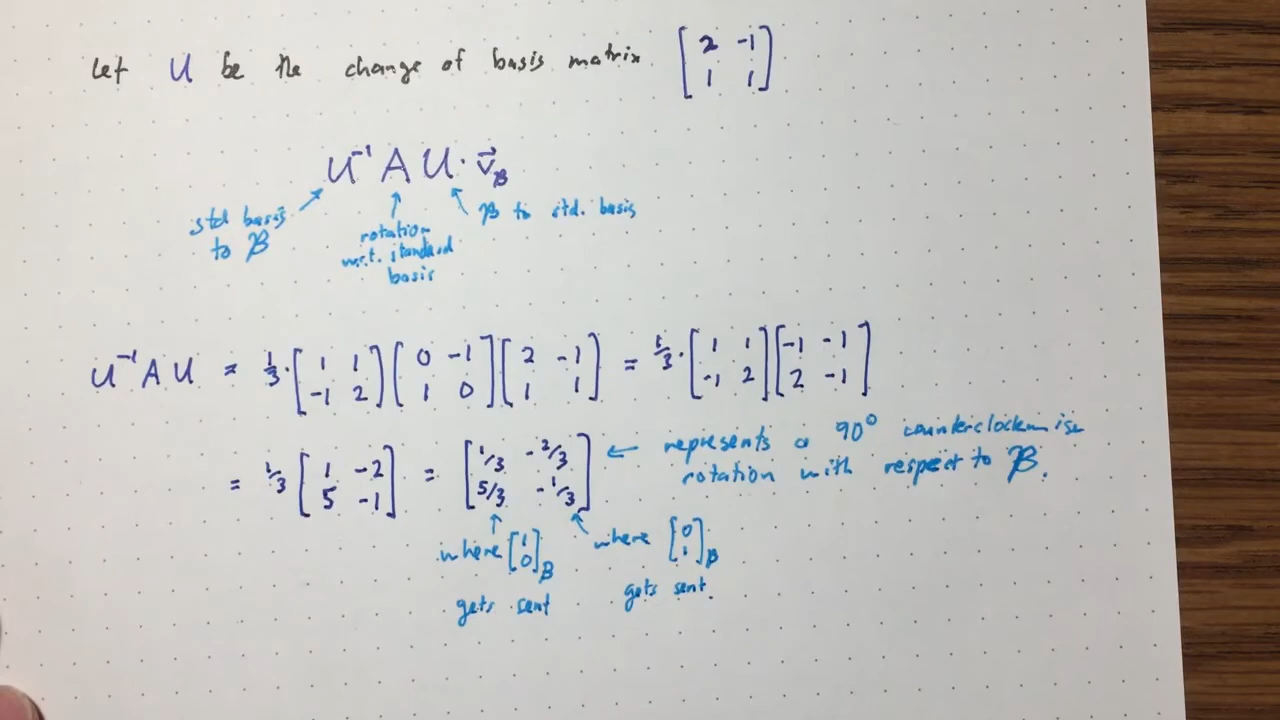 Let U be the change of basis matrix [2 -1; 1 1]
U⁻¹ A U · v⃗_B
std basis to B
rotation w.r.t. standard basis
B to std. basis
U⁻¹ A U = 1/3 · [1 1; -1 2] [0 -1; 1 0] [2 -1; 1 1] = 1/3 · [1 1; -1 2] [-1 -1; 2 -1]
= 1/3 [1 -2; 5 -1] = [1/3 -2/3; 5/3 -1/3] ← represents a 90° counterclockwise
rotation with respect to B.
where [1; 0]_B gets sent
where [0; 1]_B gets sent.